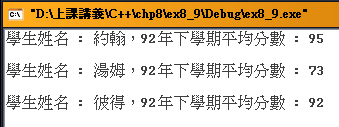 "D:\上課講義\C++\chp8\ex8_9\Debug\ex8_9.exe"
學生姓名 : 約翰，92年下學期平均分數 : 95
學生姓名 : 湯姆，92年下學期平均分數 : 73
學生姓名 : 彼得，92年下學期平均分數 : 92